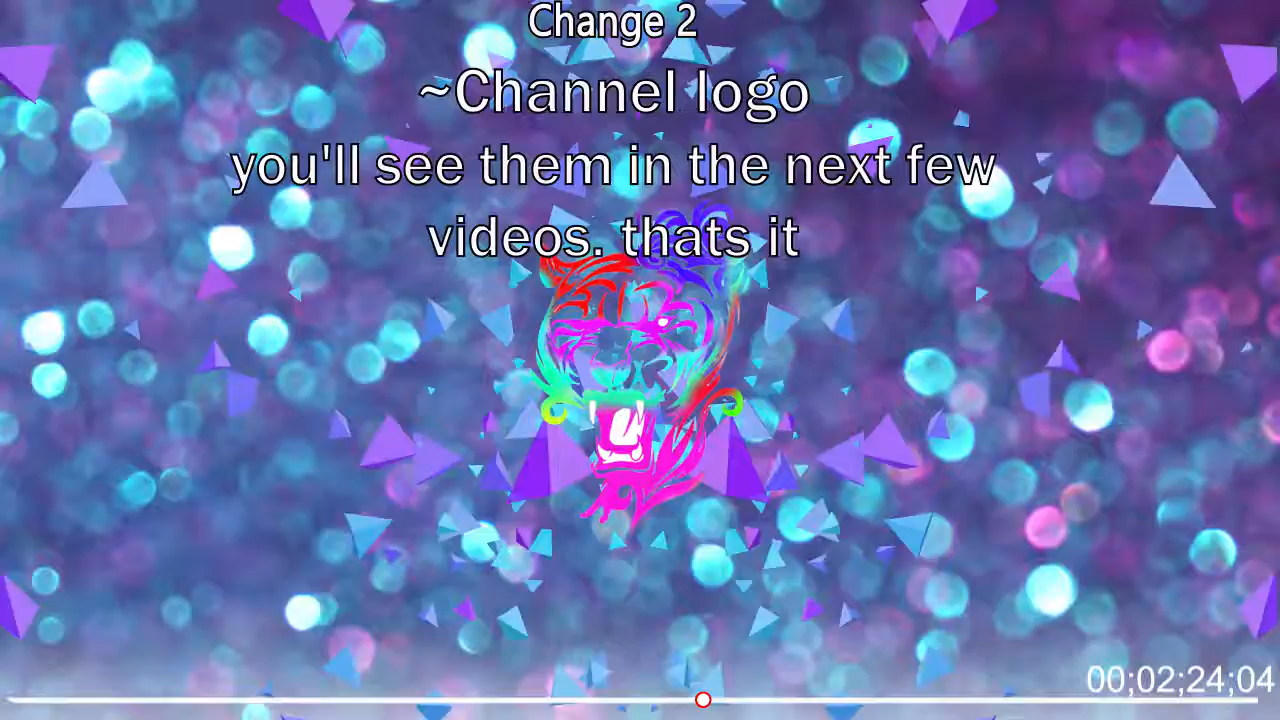 Change 2
~Channel logo
you'll see them in the next few
videos. thats it
00;02;24;04